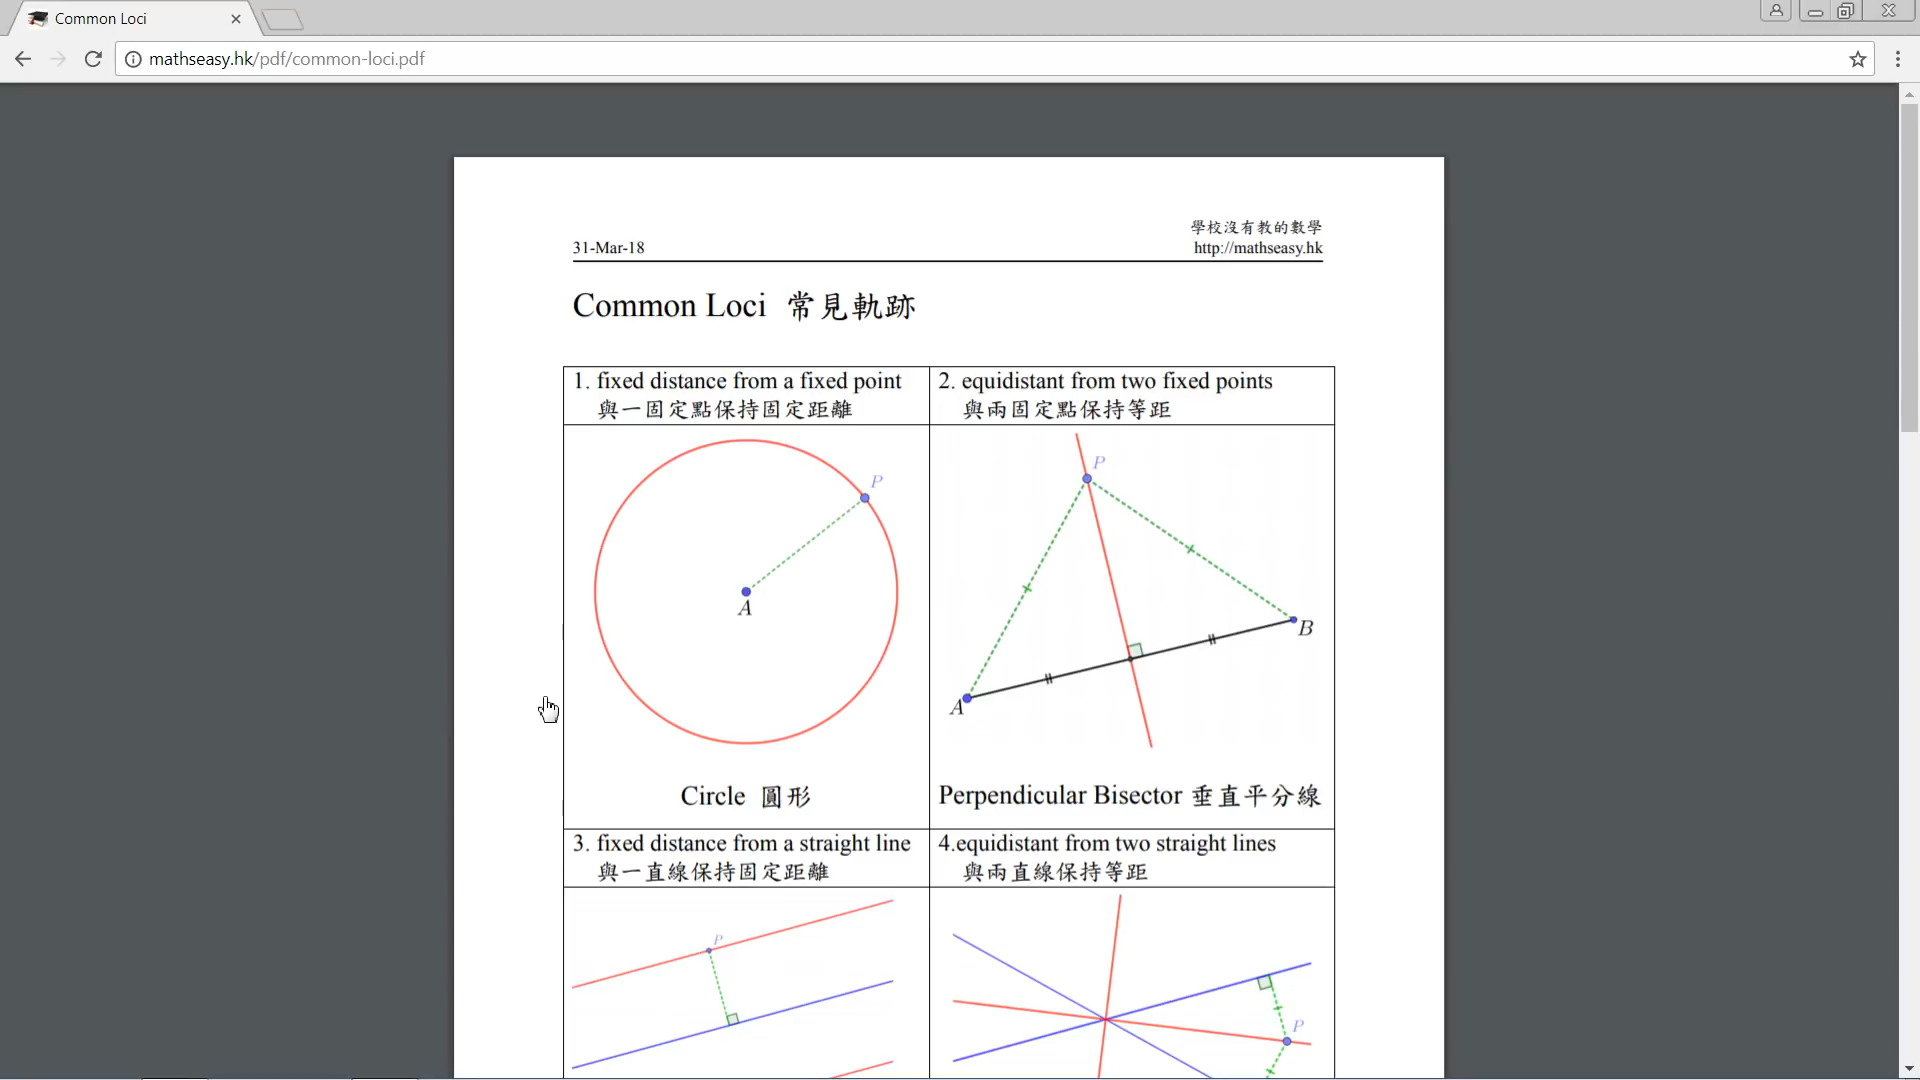 Common Loci
mathseasy.hk/pdf/common-loci.pdf
學校沒有教的數學
31-Mar-18
http://mathseasy.hk
Common Loci 常見軌跡
1. fixed distance from a fixed point
與一固定點保持固定距離
2. equidistant from two fixed points
與兩固定點保持等距
P
A
Circle 圓形
P
B
A
Perpendicular Bisector 垂直平分線
3. fixed distance from a straight line
與一直線保持固定距離
4.equidistant from two straight lines
與兩直線保持等距
P
P